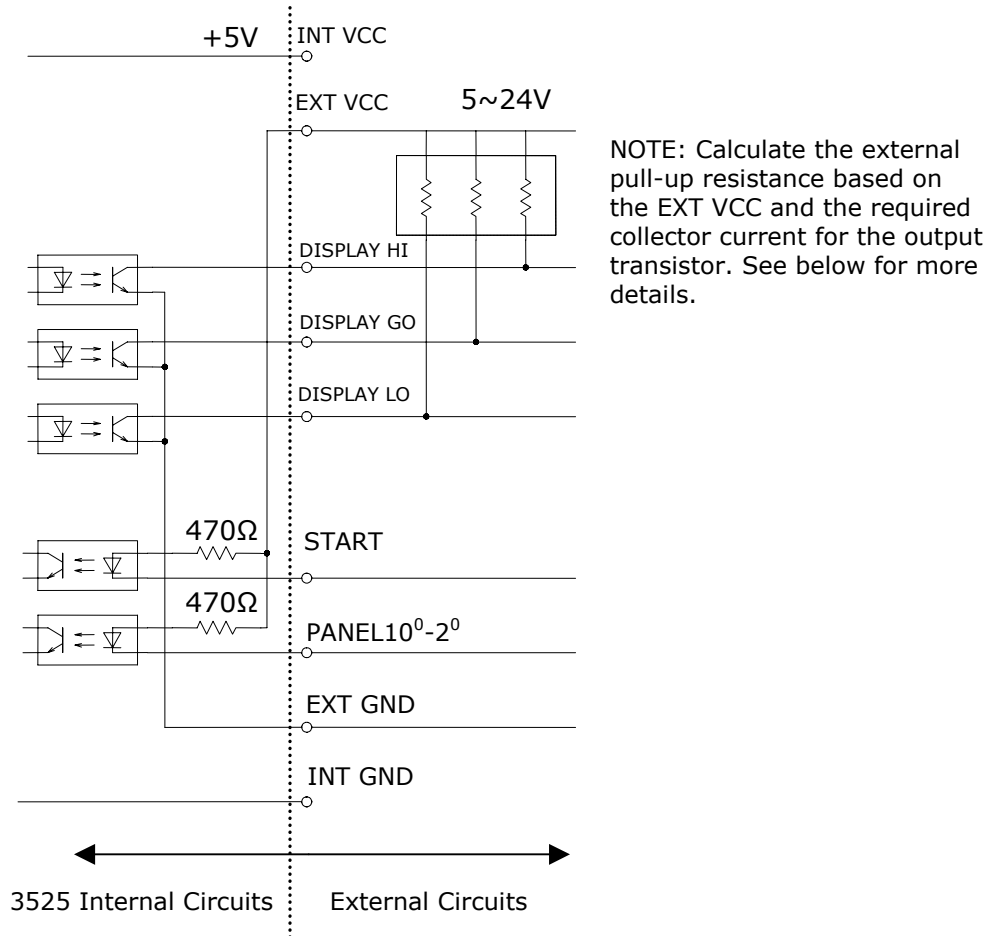 +5V
INT VCC
EXT VCC
5~24V
NOTE: Calculate the external
pull-up resistance based on
the EXT VCC and the required
collector current for the output
transistor. See below for more
details.
DISPLAY HI
DISPLAY GO
DISPLAY LO
470Ω
START
470Ω
PANEL10⁰-2⁰
EXT GND
INT GND
3525 Internal Circuits
External Circuits